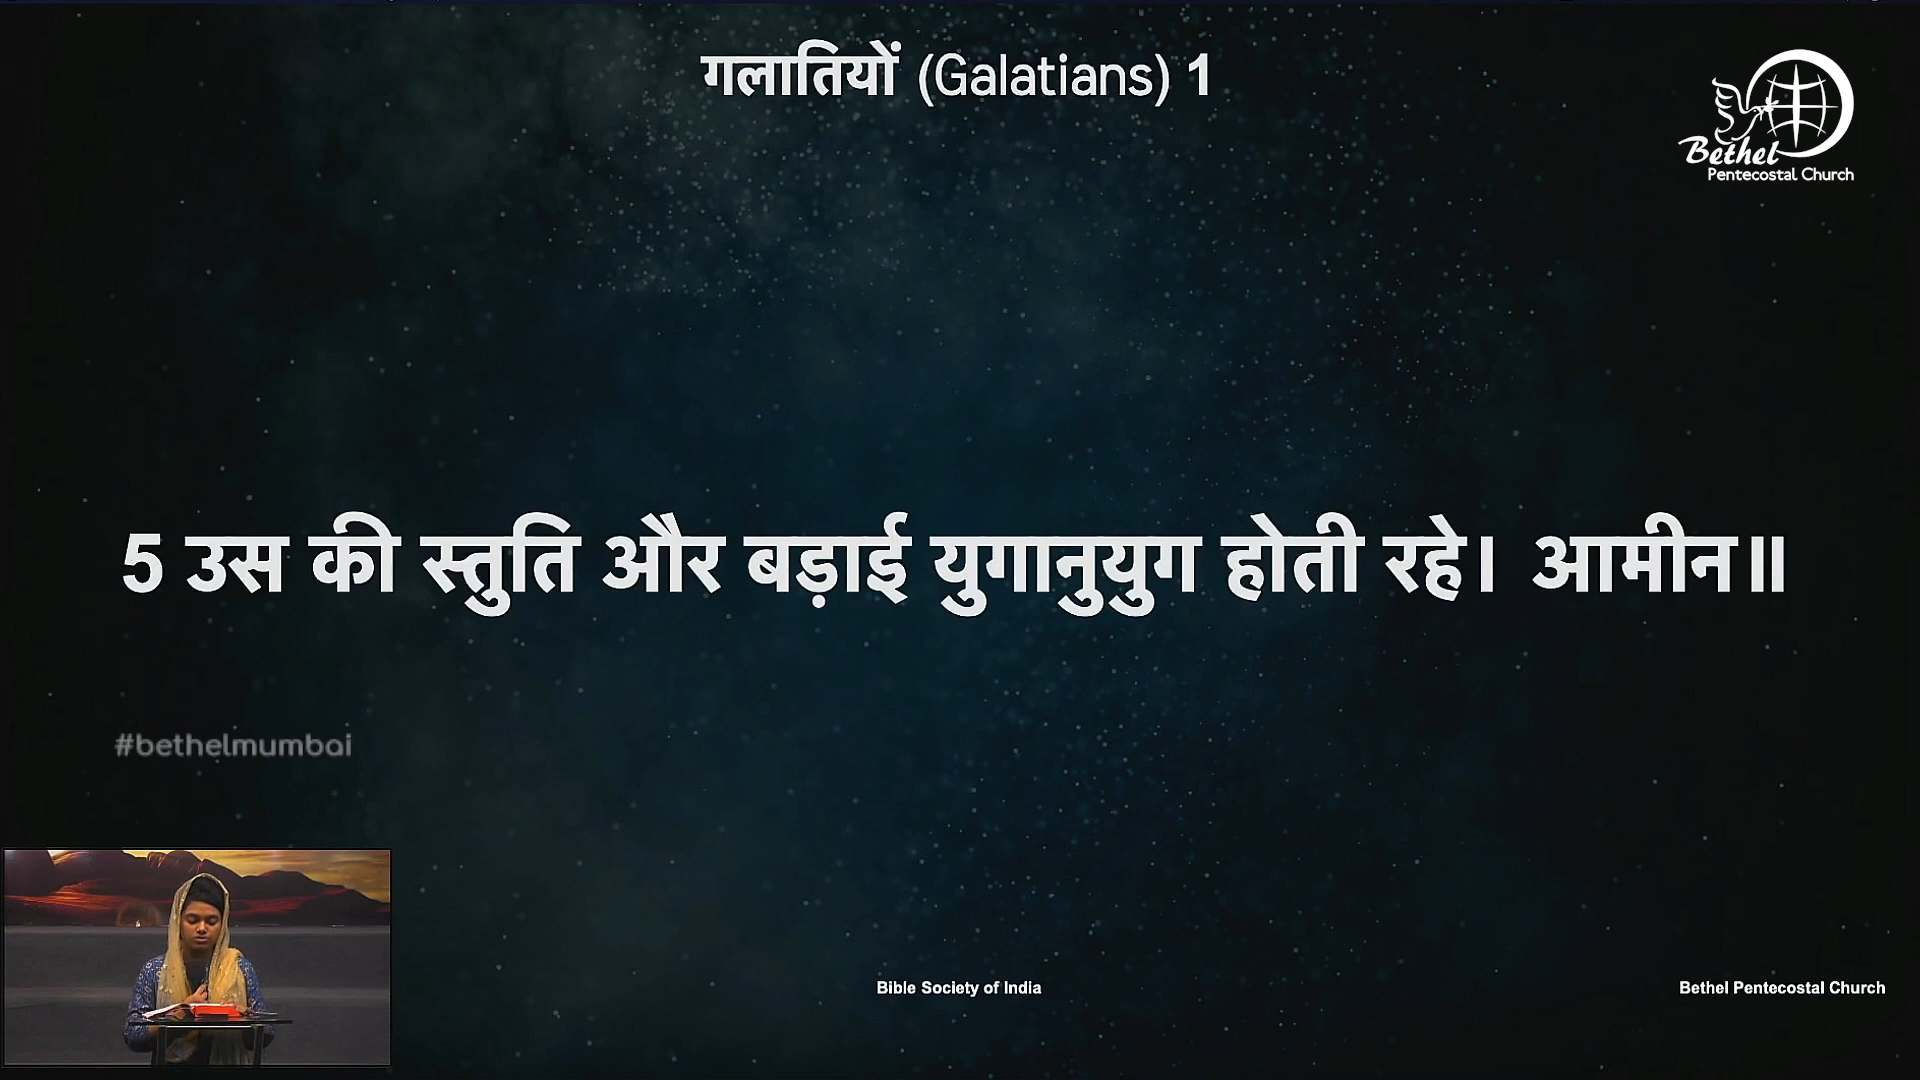 गलातियों (Galatians) 1
Bethel
Pentecostal Church
5 उस की स्तुति और बड़ाई युगानुयुग होती रहे। आमीन॥
#bethelmumbai
Bible Society of India
Bethel Pentecostal Church